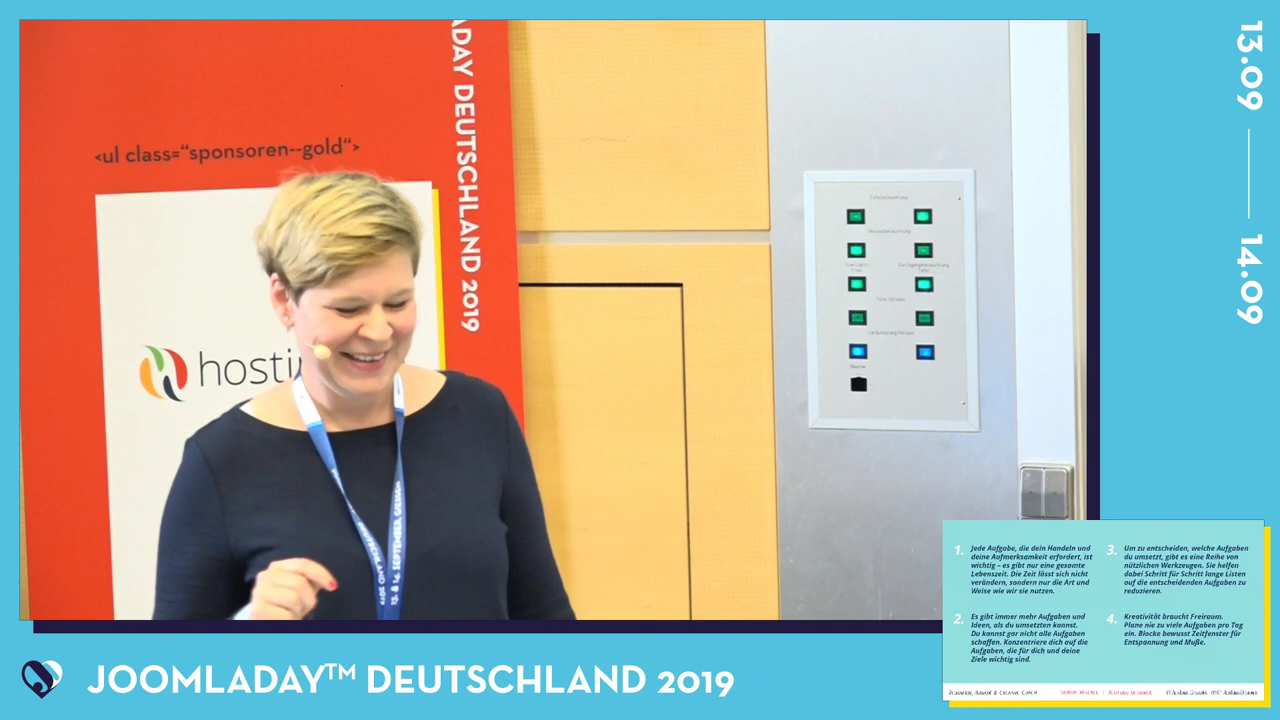 <ul class="sponsoren--gold">
ADAY DEUTSCHLAND 2019
hosti
13.09
14.09
1. Jede Aufgabe, die dein Handeln und
deine Aufmerksamkeit erfordert, ist
wichtig – es gibt nur eine gesamte
Lebenszeit. Die Zeit lässt sich nicht
verändern, sondern nur die Art und
Weise wie wir sie nutzen.
2. Es gibt immer mehr Aufgaben und
Ideen, als du umsetzten kannst.
Du kannst gar nicht alle Aufgaben
schaffen. Konzentriere dich auf die
Aufgaben, die für dich und deine
Ziele wichtig sind.
3. Um zu entscheiden, welche Aufgaben
du umsetzt, gibt es eine Reihe von
nützlichen Werkzeugen. Sie helfen
dabei Schritt für Schritt lange Listen
auf die entscheidenden Aufgaben zu
reduzieren.
4. Kreativität braucht Freiraum.
Plane nie zu viele Aufgaben pro Tag
ein. Blocke bewusst Zeitfenster für
Entspannung und Muße.
JOOMLADAY™ DEUTSCHLAND 2019